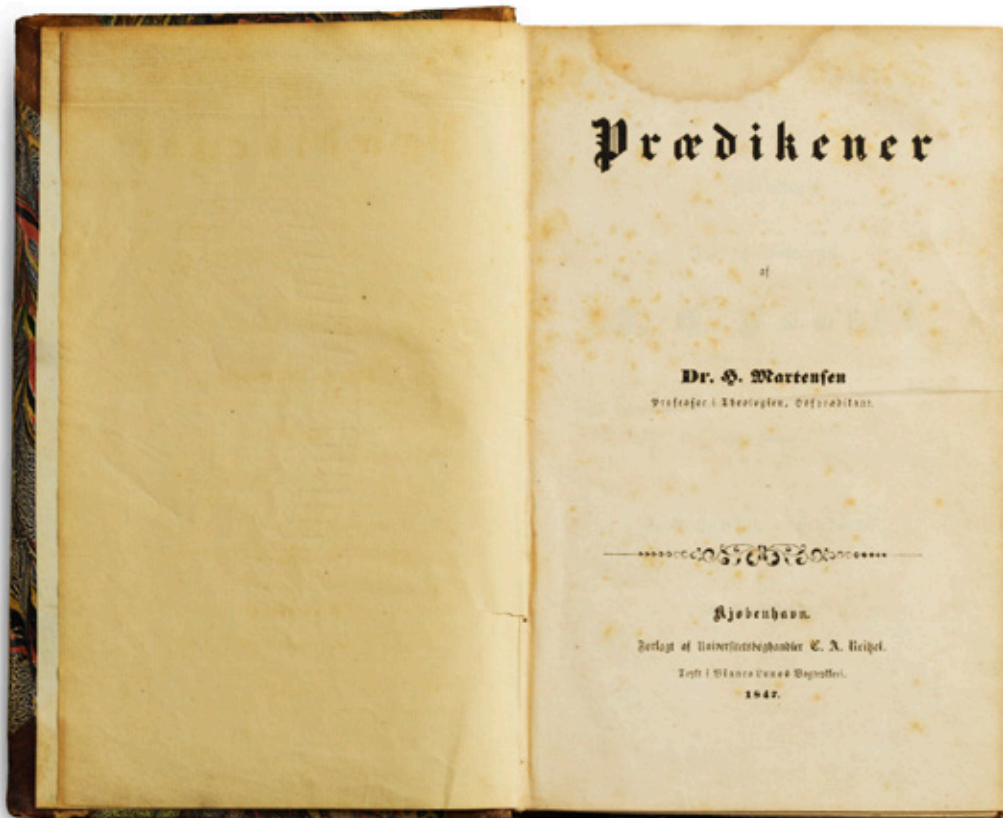 Prædikener
af
Dr. H. Martensen
Professor i Theologien, Hofprædikant.
Kjøbenhavn.
Forlagt af Universitetsboghandler C. A. Reitzel.
Trykt i Bianco Lunos Bogtrykkeri.
1847.